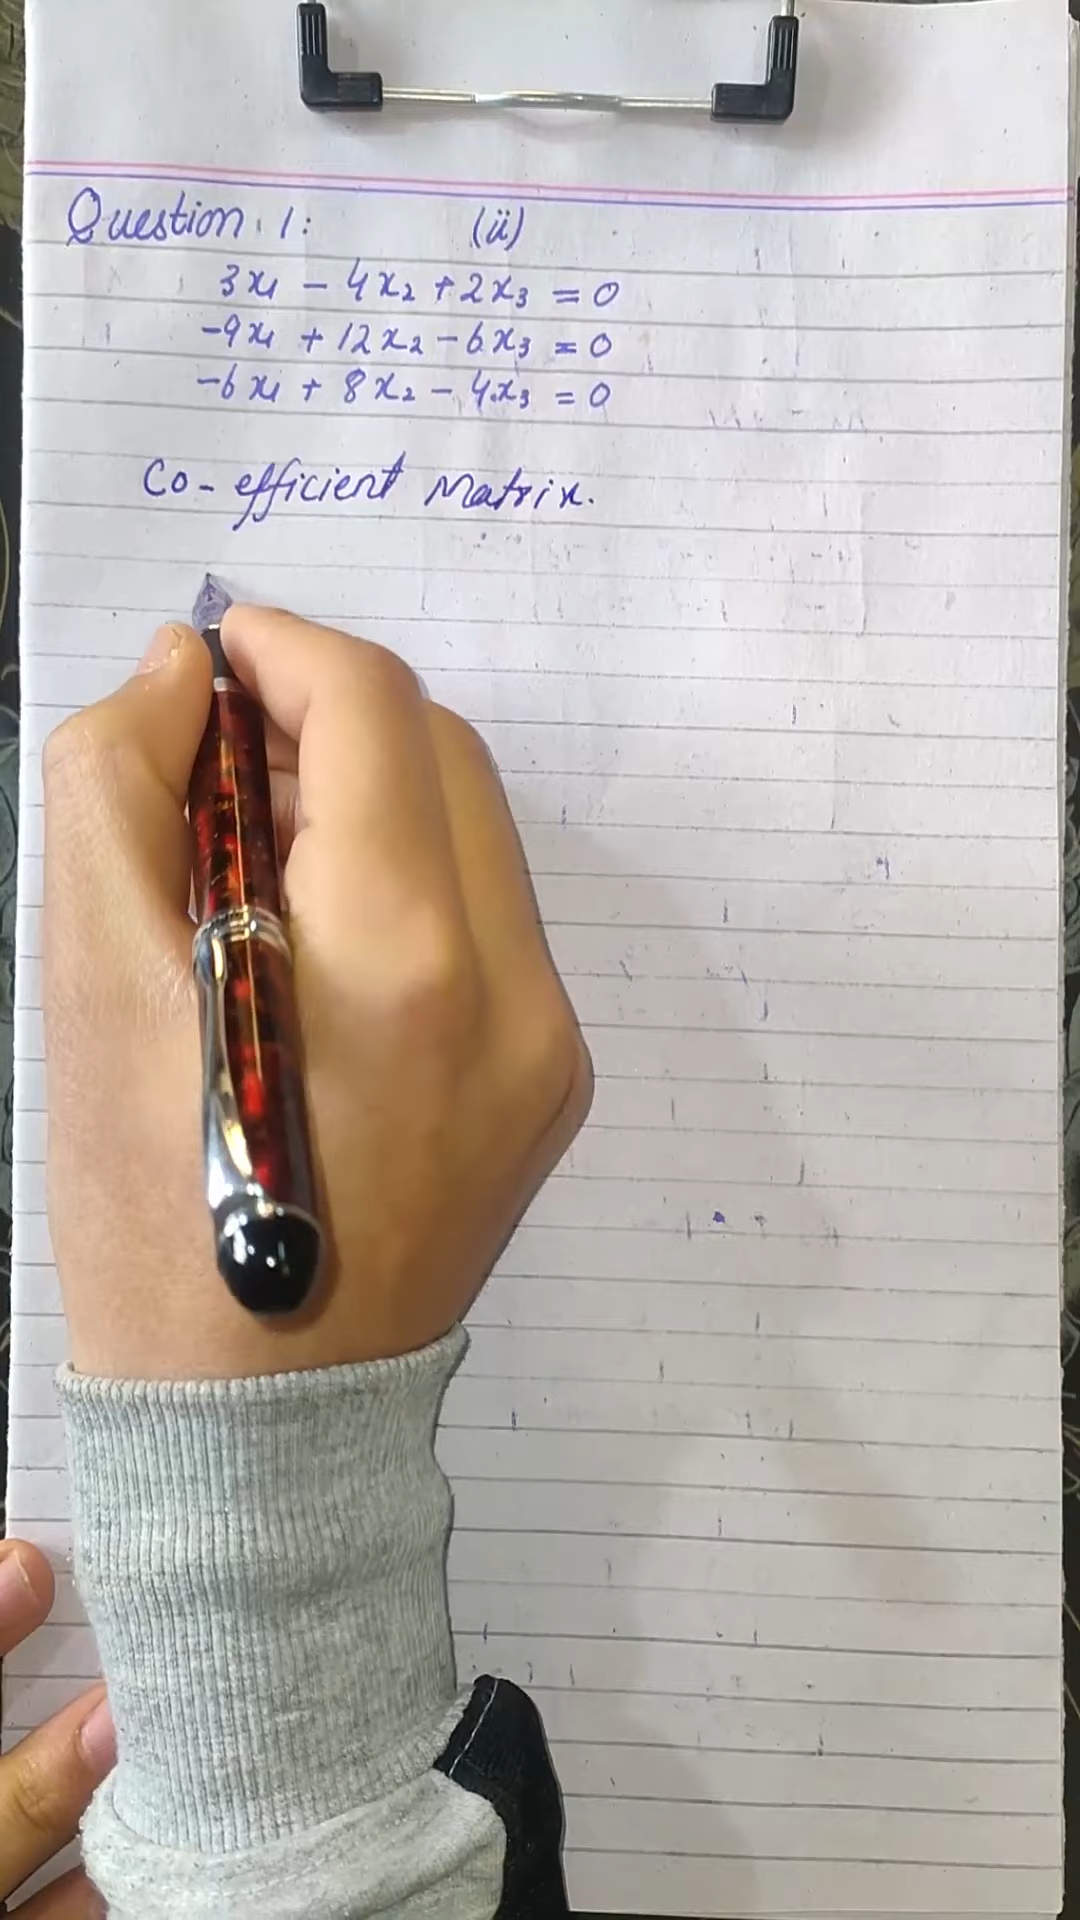 Question 1: (ii)
3x₁ - 4x₂ + 2x₃ = 0
-9x₁ + 12x₂ - 6x₃ = 0
-6x₁ + 8x₂ - 4x₃ = 0
Co-efficient Matrix.